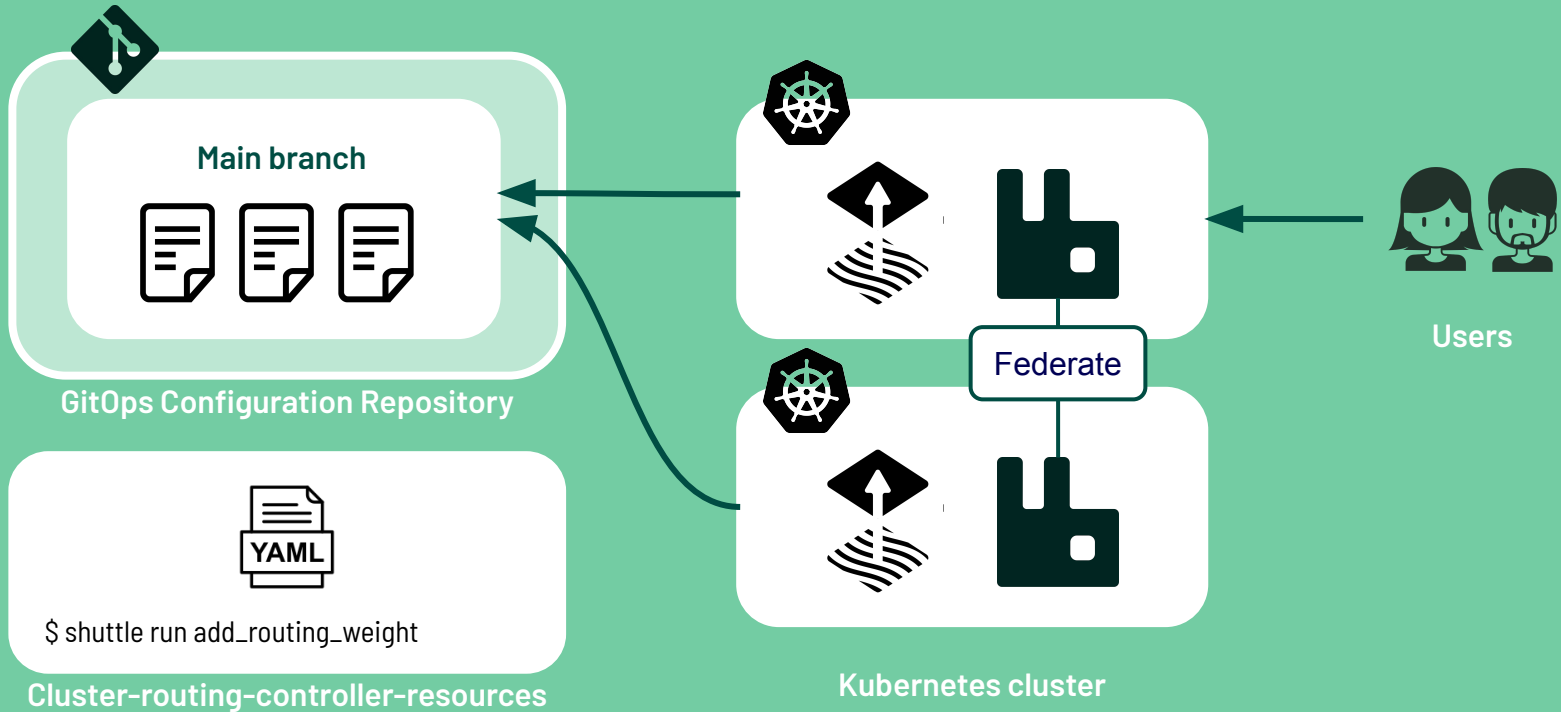 Main branch
GitOps Configuration Repository
YAML
$ shuttle run add_routing_weight
Cluster-routing-controller-resources
Federate
Kubernetes cluster
Users